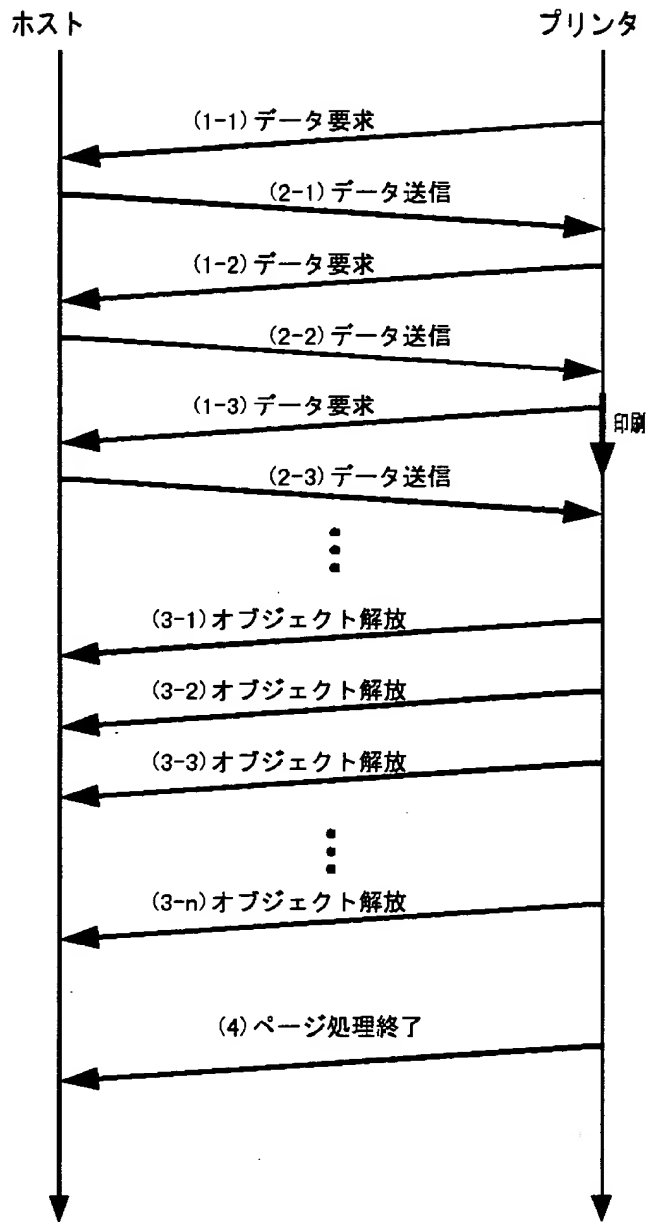 ホスト
プリンタ
(1-1)データ要求
(2-1)データ送信
(1-2)データ要求
(2-2)データ送信
(1-3)データ要求
印刷
(2-3)データ送信
(3-1)オブジェクト解放
(3-2)オブジェクト解放
(3-3)オブジェクト解放
(3-n)オブジェクト解放
(4)ページ処理終了